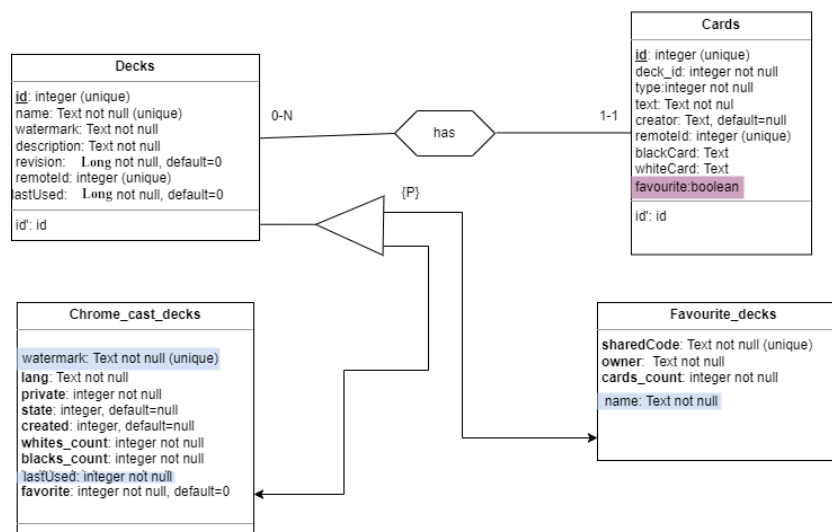 Decks
id: integer (unique)
name: Text not null (unique)
watermark: Text not null
description: Text not null
revision: Long not null, default=0
remoteId: integer (unique)
lastUsed: Long not null, default=0
id': id
0-N
has
1-1
Cards
id: integer (unique)
deck_id: integer not null
type:integer not null
text: Text not nul
creator: Text, default=null
remoteId: integer (unique)
blackCard: Text
whiteCard: Text
favourite:boolean
id': id
{P}
Chrome_cast_decks
watermark: Text not null (unique)
lang: Text not null
private: integer not null
state: integer, default=null
created: integer, default=null
whites_count: integer not null
blacks_count: integer not null
lastUsed: integer not null
favorite: integer not null, default=0
Favourite_decks
sharedCode: Text not null (unique)
owner: Text not null
cards_count: integer not null
name: Text not null